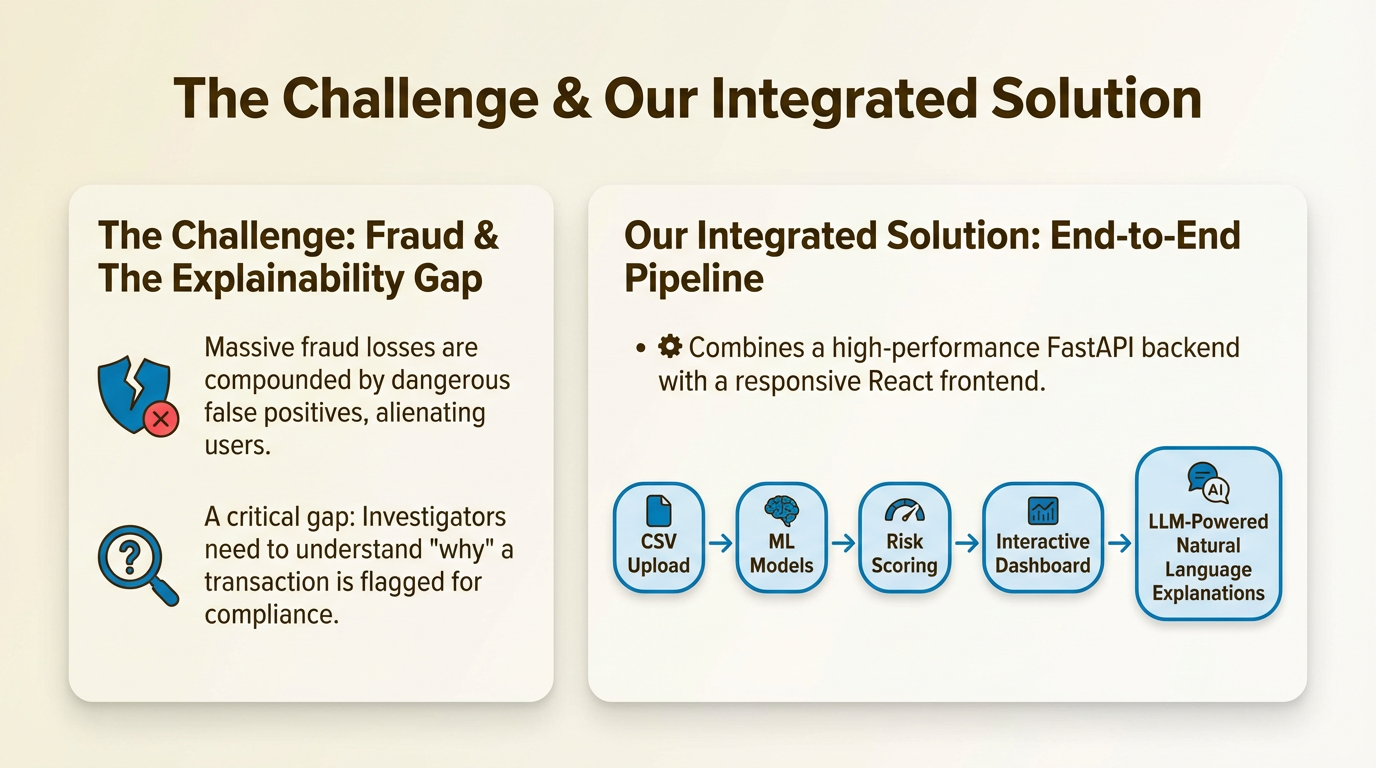 The Challenge & Our Integrated Solution
The Challenge: Fraud &
The Explainability Gap
Massive fraud losses are
compounded by dangerous
false positives, alienating
users.
?
A critical gap: Investigators
need to understand "why" a
transaction is flagged for
compliance.
Our Integrated Solution: End-to-End
Pipeline
• Combines a high-performance FastAPI backend
with a responsive React frontend.
CSV
Upload
ML
Models
Risk
Scoring
Interactive
Dashboard
AI
LLM-Powered
Natural
Language
Explanations